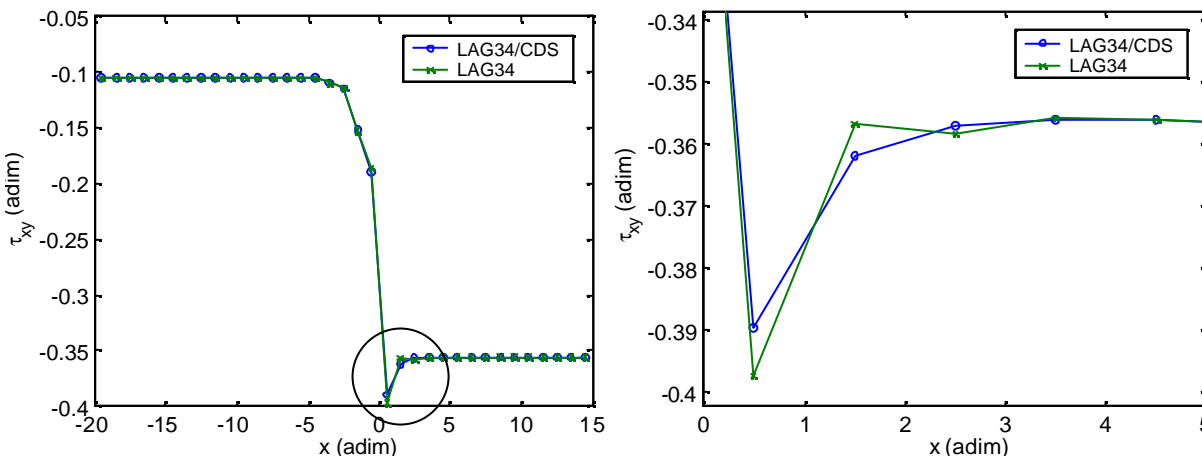 -0.05
-0.1
-0.15
-0.2
-0.25
-0.3
-0.35
-0.4
τxy (adim)
-20 -15 -10 -5 0 5 10 15
x (adim)
LAG34/CDS
LAG34
-0.34
-0.35
-0.36
-0.37
-0.38
-0.39
-0.4
τxy (adim)
0 1 2 3 4 5
x (adim)
LAG34/CDS
LAG34